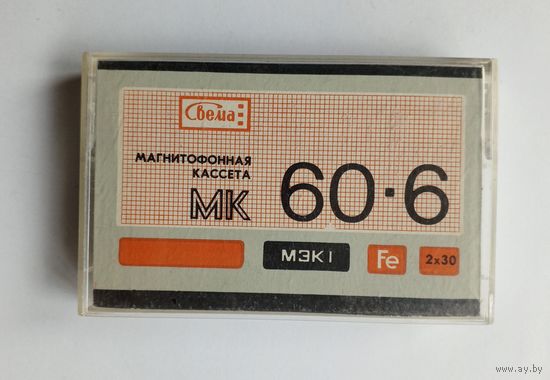 Свема
МАГНИТОФОННАЯ
КАССЕТА
МК 60·6
МЭК I Fe 2x30
www.ay.by